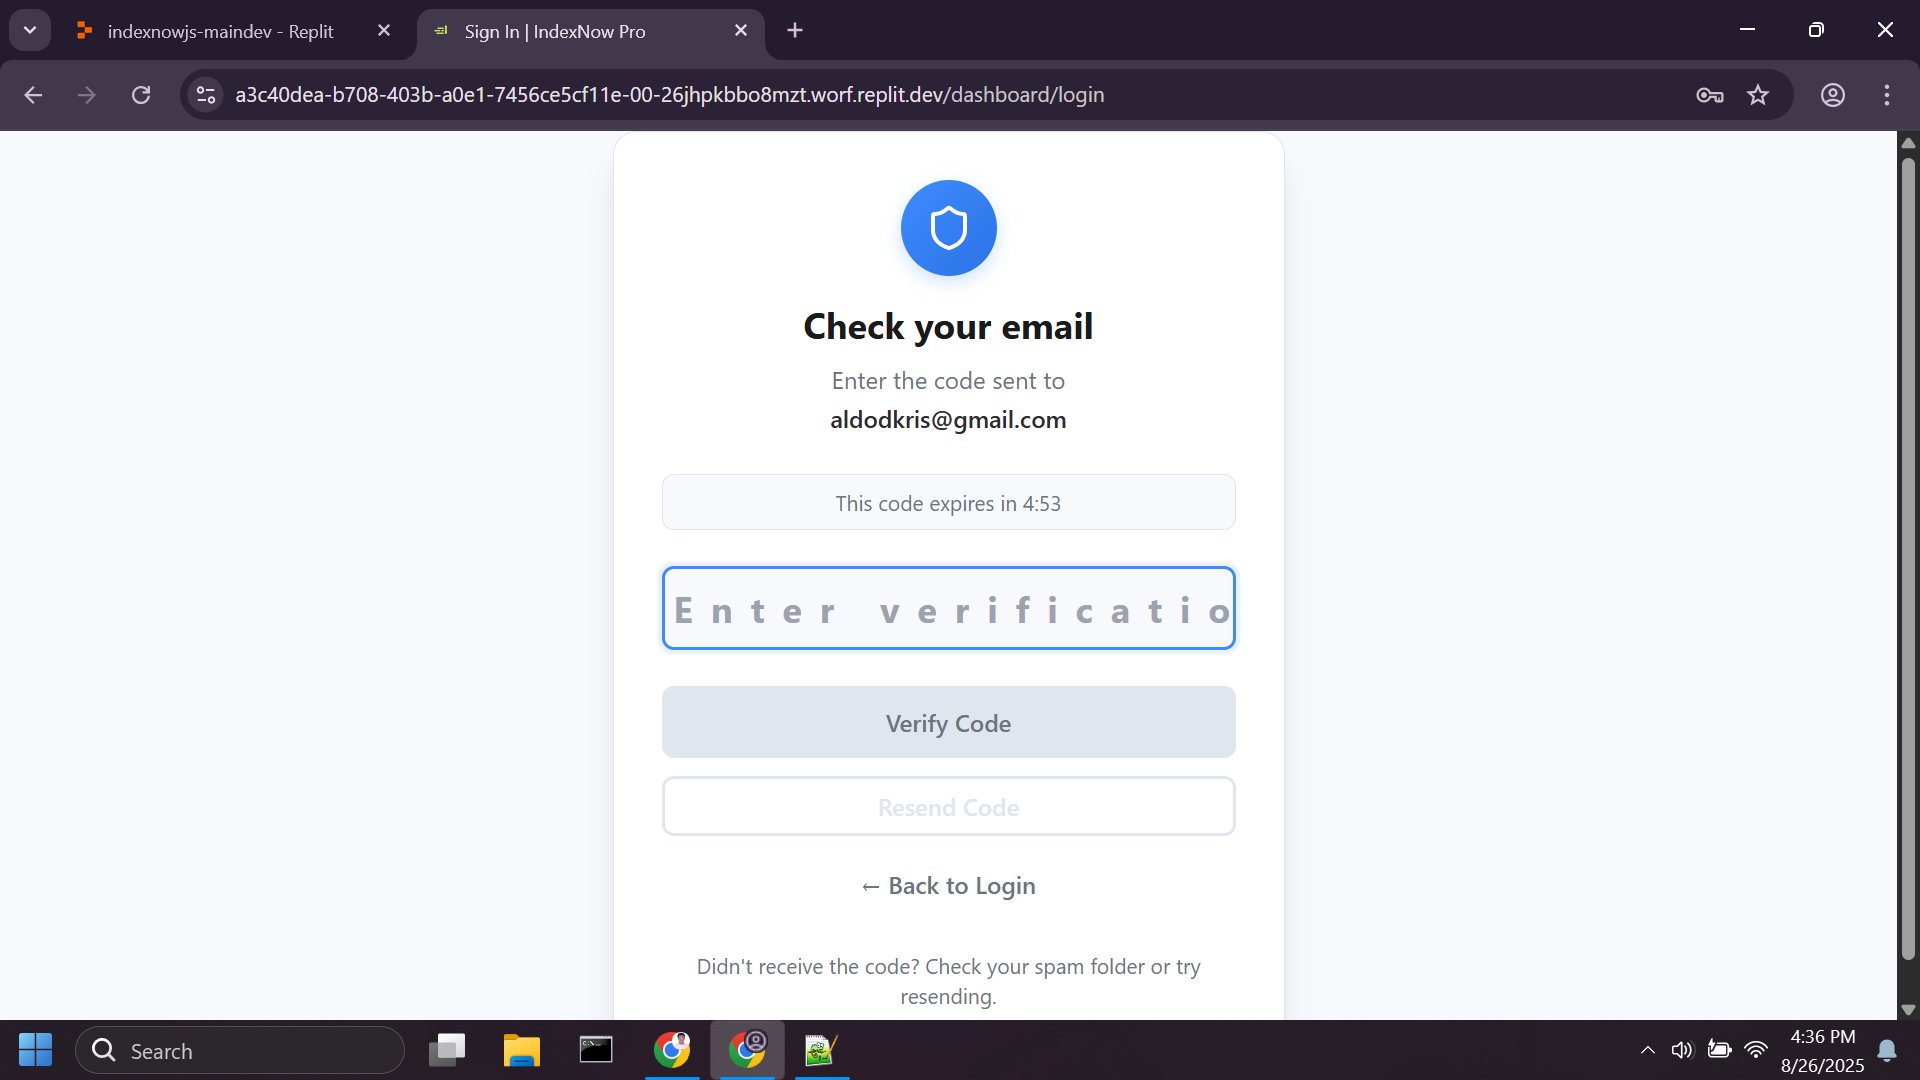 indexnowjs-maindev - Replit
Sign In | IndexNow Pro
a3c40dea-b708-403b-a0e1-7456ce5cf11e-00-26jhpkbbo8mzt.worf.replit.dev/dashboard/login
Check your email
Enter the code sent to
aldodkris@gmail.com
This code expires in 4:53
Enter verificatio
Verify Code
Resend Code
← Back to Login
Didn't receive the code? Check your spam folder or try
resending.
Search
4:36 PM
8/26/2025